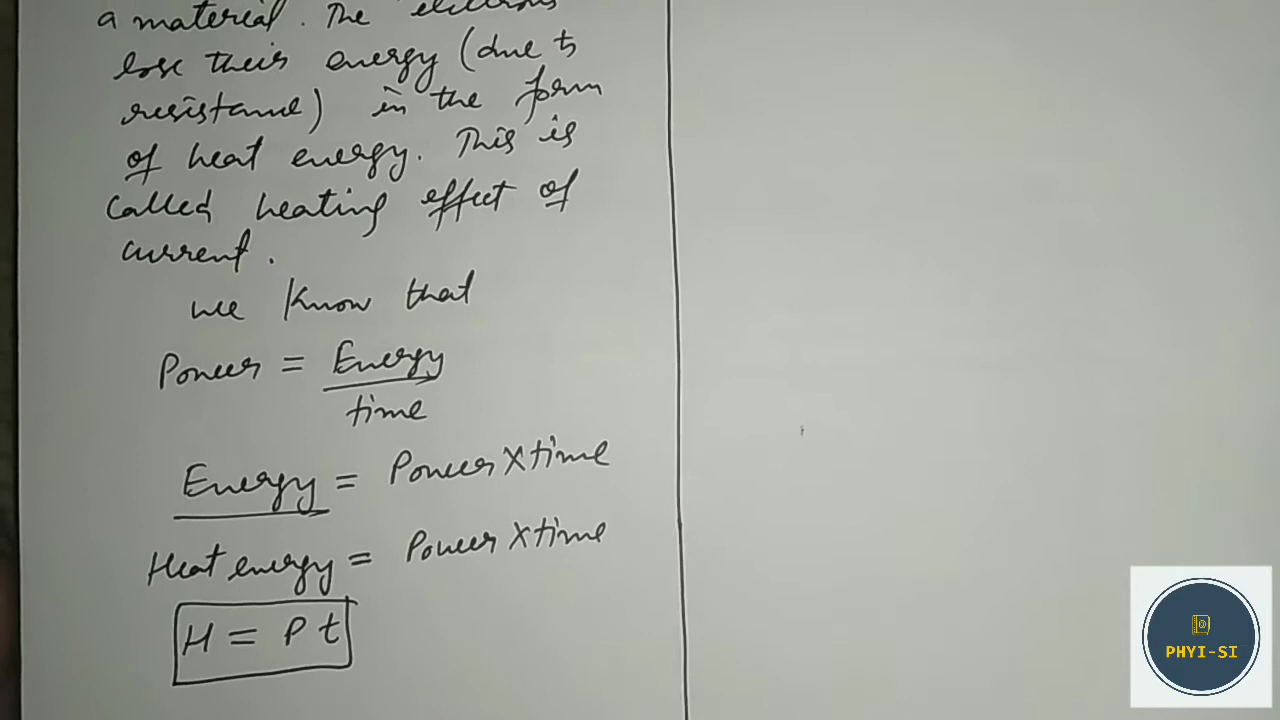 a material. The electrons
lose their energy (due to
resistance) in the form
of heat energy. This is
called heating effect of
current.
we know that
Power = Energy
time
Energy = Power X time
Heat energy = Power X time
H = P t
PHYI-SI